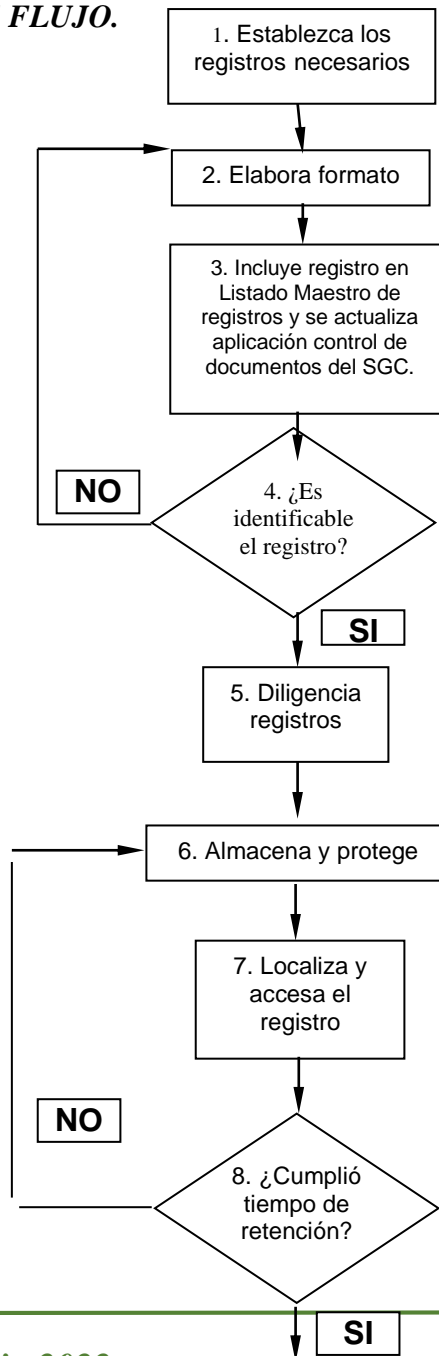 FLUJO.
1. Establezca los
registros necesarios
2. Elabora formato
3. Incluye registro en
Listado Maestro de
registros y se actualiza
aplicación control de
documentos del SGC.
NO
4. ¿Es
identificable
el registro?
SI
5. Diligencia
registros
6. Almacena y protege
7. Localiza y
accesa el
registro
NO
8. ¿Cumplió
tiempo de
retención?
SI